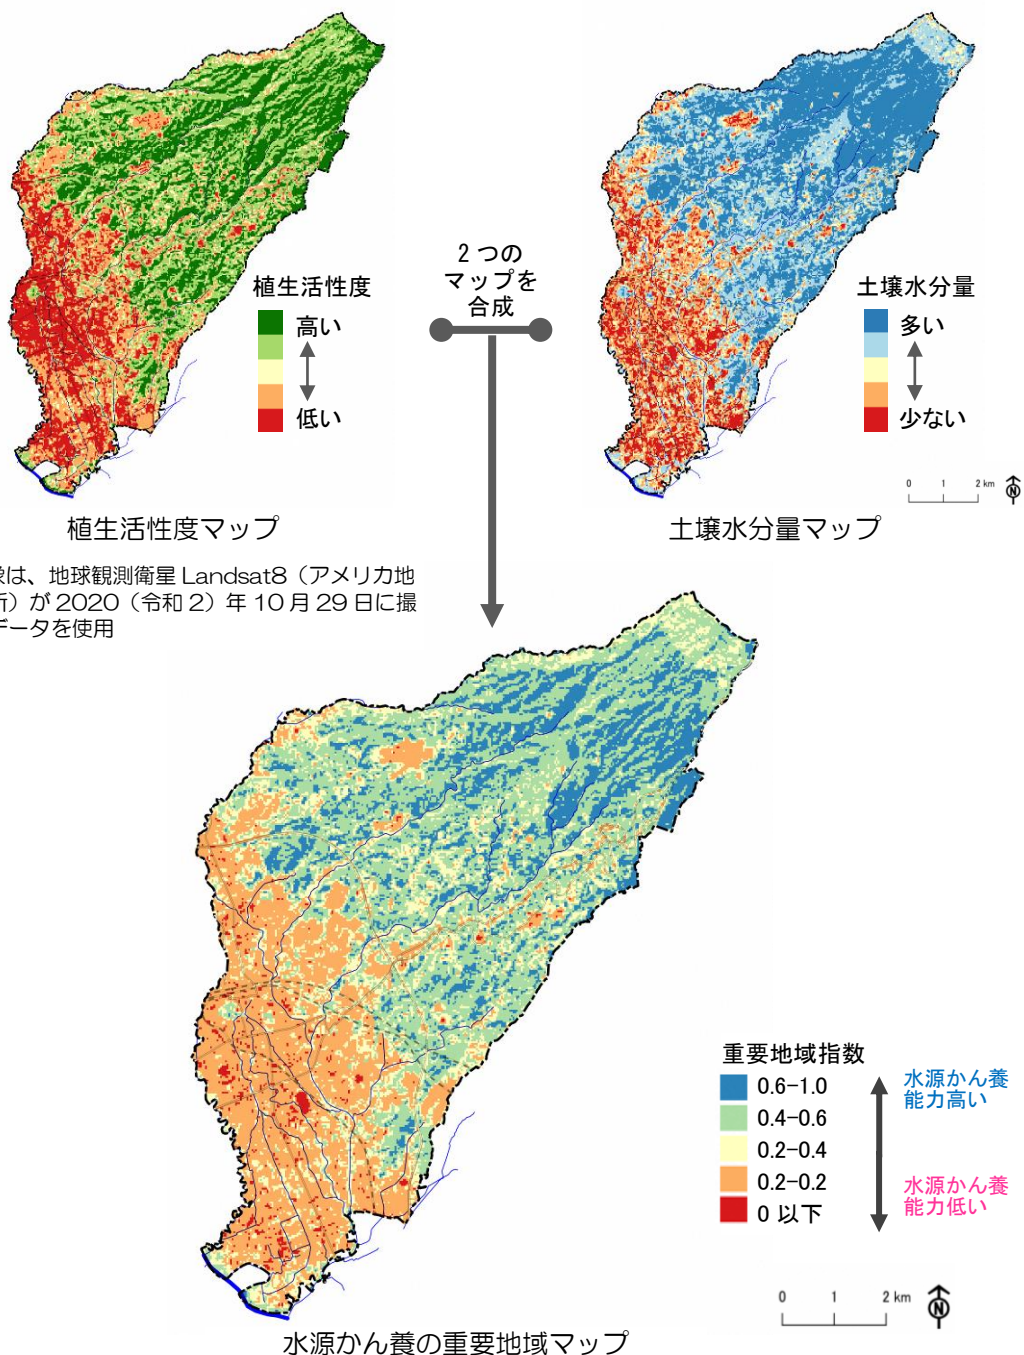 植生活性度
高い
低い
2 つの
マップを
合成
土壌水分量
多い
少ない
0 1 2 km
N
植生活性度マップ
土壌水分量マップ
は、地球観測衛星 Landsat8（アメリカ地
）が 2020（令和 2）年 10 月 29 日に撮
データを使用
重要地域指数
0.6-1.0
0.4-0.6
0.2-0.4
0.2-0.2
0 以下
水源かん養
能力高い
水源かん養
能力低い
0 1 2 km
N
水源かん養の重要地域マップ